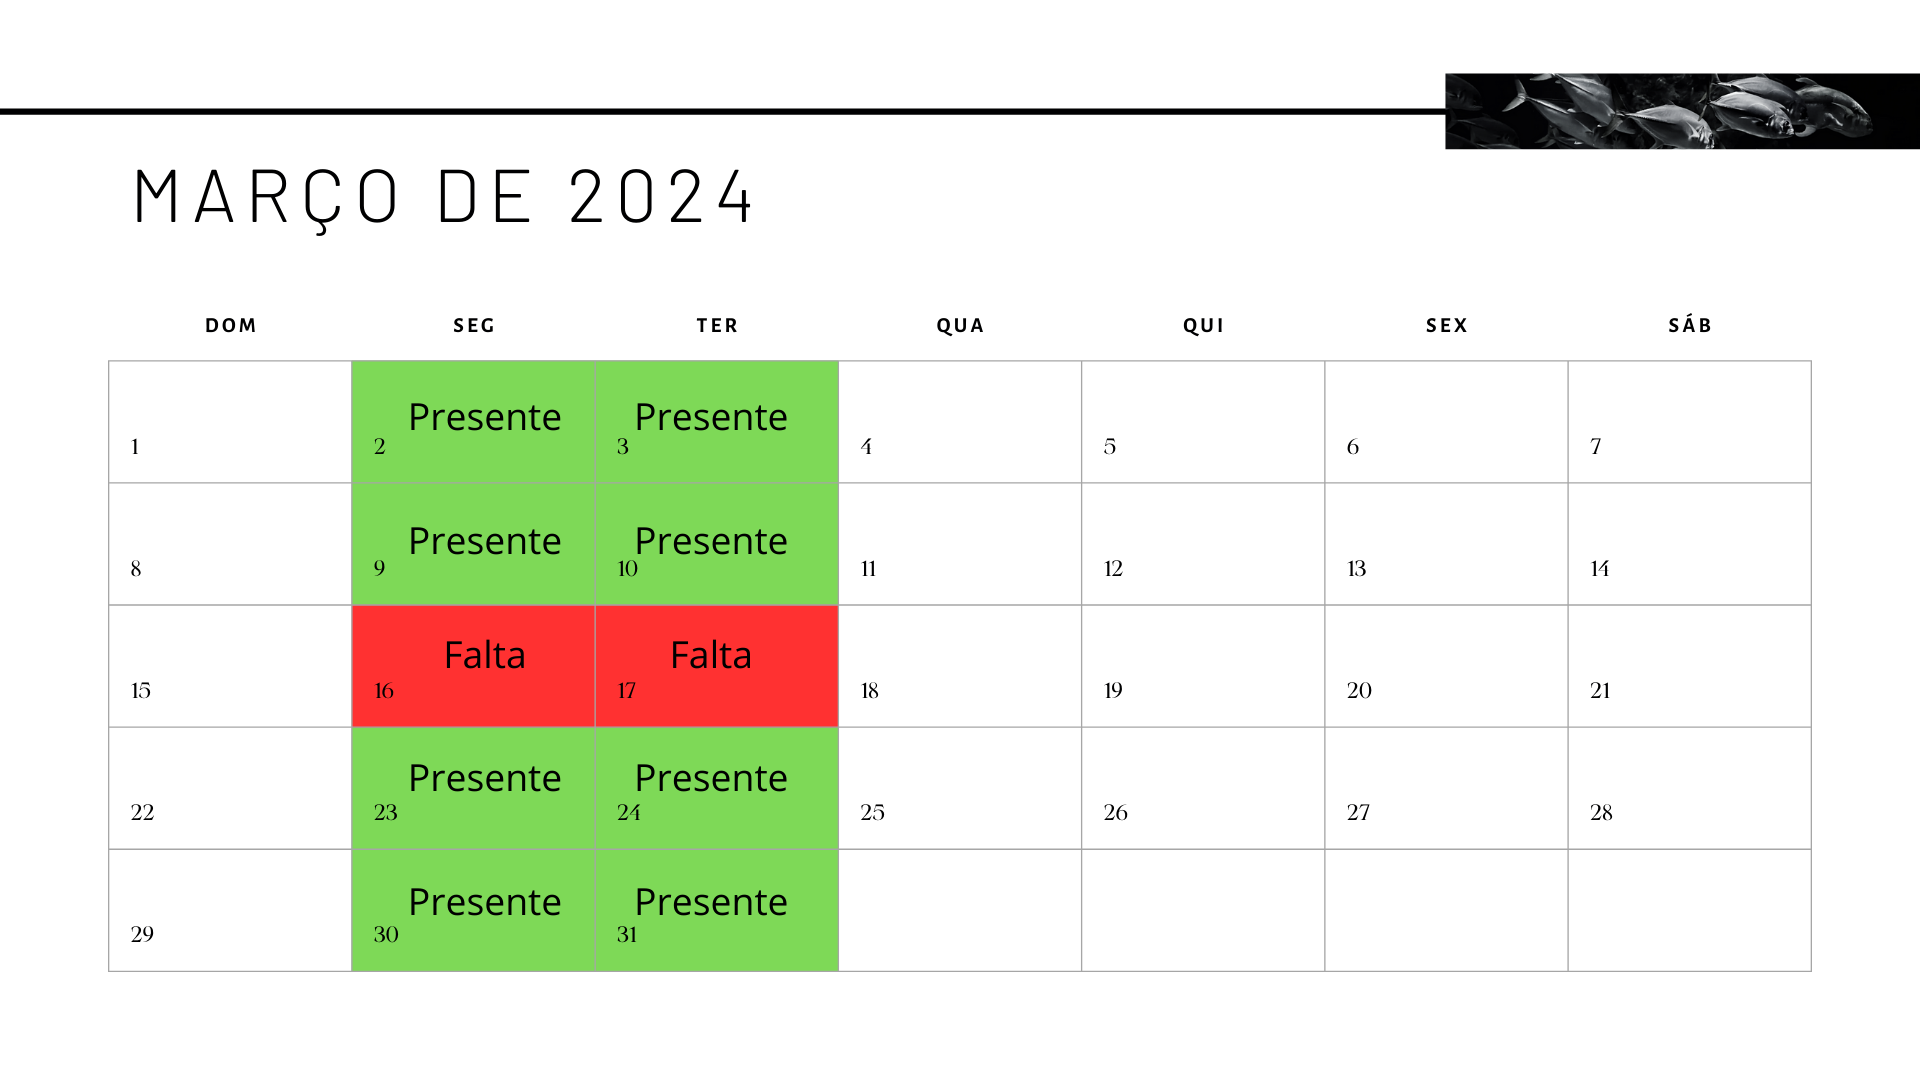 MARÇO DE 2024
DOM SEG TER QUA QUI SEX SÁB
Presente Presente
1 2 3 4 5 6 7
Presente Presente
8 9 10 11 12 13 14
Falta Falta
15 16 17 18 19 20 21
Presente Presente
22 23 24 25 26 27 28
Presente Presente
29 30 31